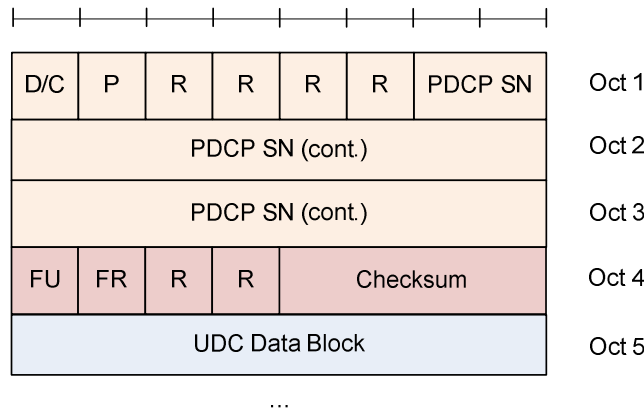 D/C P R R R R PDCP SN Oct 1
PDCP SN (cont.) Oct 2
PDCP SN (cont.) Oct 3
FU FR R R Checksum Oct 4
UDC Data Block Oct 5
...